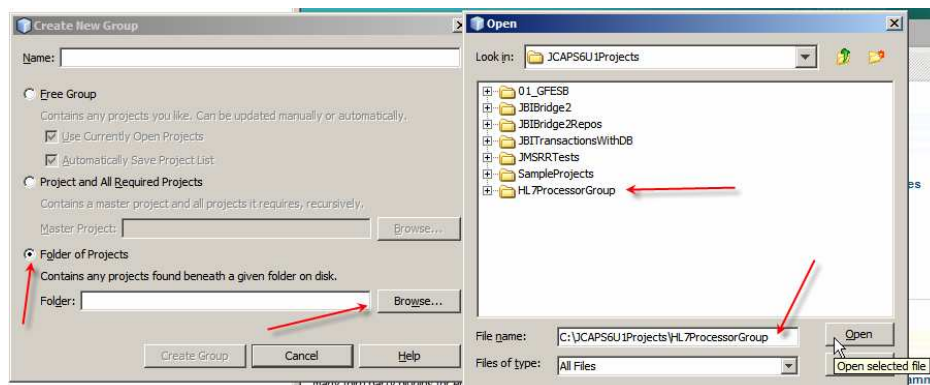 Create New Group
Name:
Free Group
Contains any projects you like. Can be updated manually or automatically.
Use Currently Open Projects
Automatically Save Project List
Project and All Required Projects
Contains a master project and all projects it requires, recursively.
Master Project:
Browse...
Folder of Projects
Contains any projects found beneath a given folder on disk.
Folder:
Browse...
Create Group
Cancel
Help
Open
Look in:
JCAPS6U1Projects
01_GFESB
JBIBridge2
JBIBridge2Repos
JBITransactionsWithDB
JMSRRTests
SampleProjects
HL7ProcessorGroup
File name:
C:\JCAPS6U1Projects\HL7ProcessorGroup
Open
Files of type:
All Files
Open selected file
es